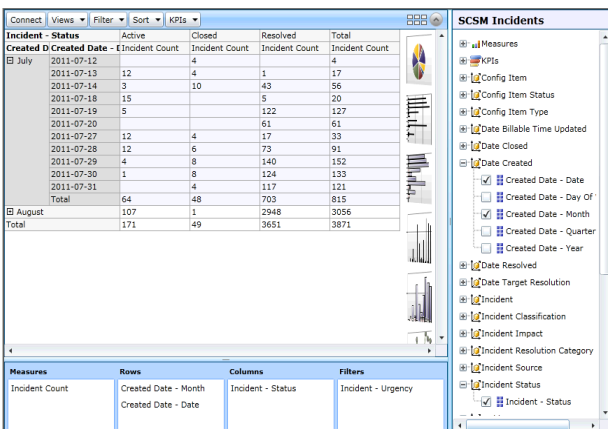 Connect Views Filter Sort KPIs
Incident - Status Active Closed Resolved Total
Created D Created Date - D Incident Count Incident Count Incident Count Incident Count
July 2011-07-12 4 4
2011-07-13 12 4 1 17
2011-07-14 3 10 43 56
2011-07-18 15 5 20
2011-07-19 5 122 127
2011-07-20 61 61
2011-07-27 12 4 17 33
2011-07-28 12 6 73 91
2011-07-29 4 8 140 152
2011-07-30 1 8 124 133
2011-07-31 4 117 121
Total 64 48 703 815
August 107 1 2948 3056
Total 171 49 3651 3871
Measures Rows Columns Filters
Incident Count Created Date - Month Incident - Status Incident - Urgency
Created Date - Date
SCSM Incidents
Measures
KPIs
Config Item
Config Item Status
Config Item Type
Date Billable Time Updated
Date Closed
Date Created
Created Date - Date
Created Date - Day Of
Created Date - Month
Created Date - Quarter
Created Date - Year
Date Resolved
Date Target Resolution
Incident
Incident Classification
Incident Impact
Incident Resolution Category
Incident Source
Incident Status
Incident - Status